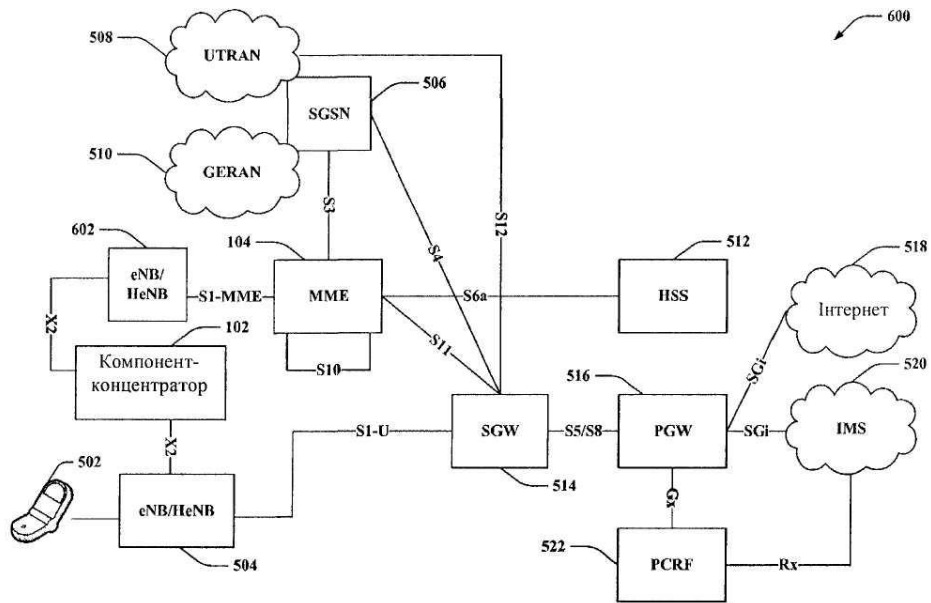 600
508
UTRAN
506
SGSN
510
GERAN
S3
S4
S12
602
eNB/
HeNB
S1-MME
104
MME
S10
S6a
S11
512
HSS
518
Інтернет
X2
102
Компонент-
концентратор
X2
S1-U
SGW
514
S5/S8
516
PGW
SGi
SGi
520
IMS
502
eNB/HeNB
504
Gx
522
PCRF
Rx